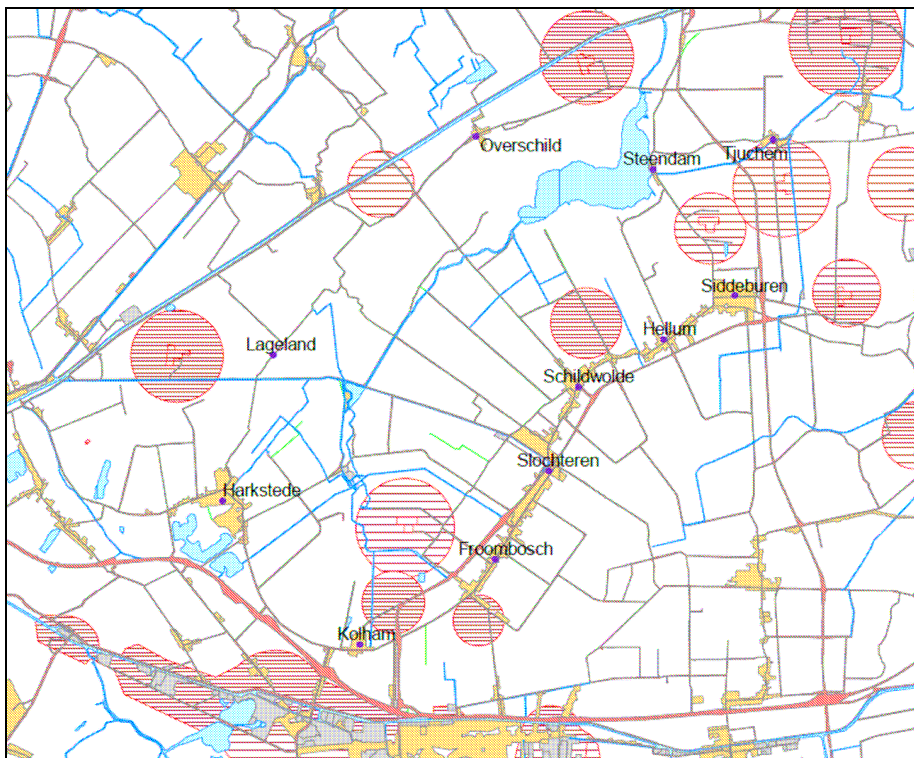 Overschild
Tjuchem
Steendam
Siddeburen
Hellum
Lageland
Schildwolde
Slochteren
Harkstede
Froombosch
Kolham